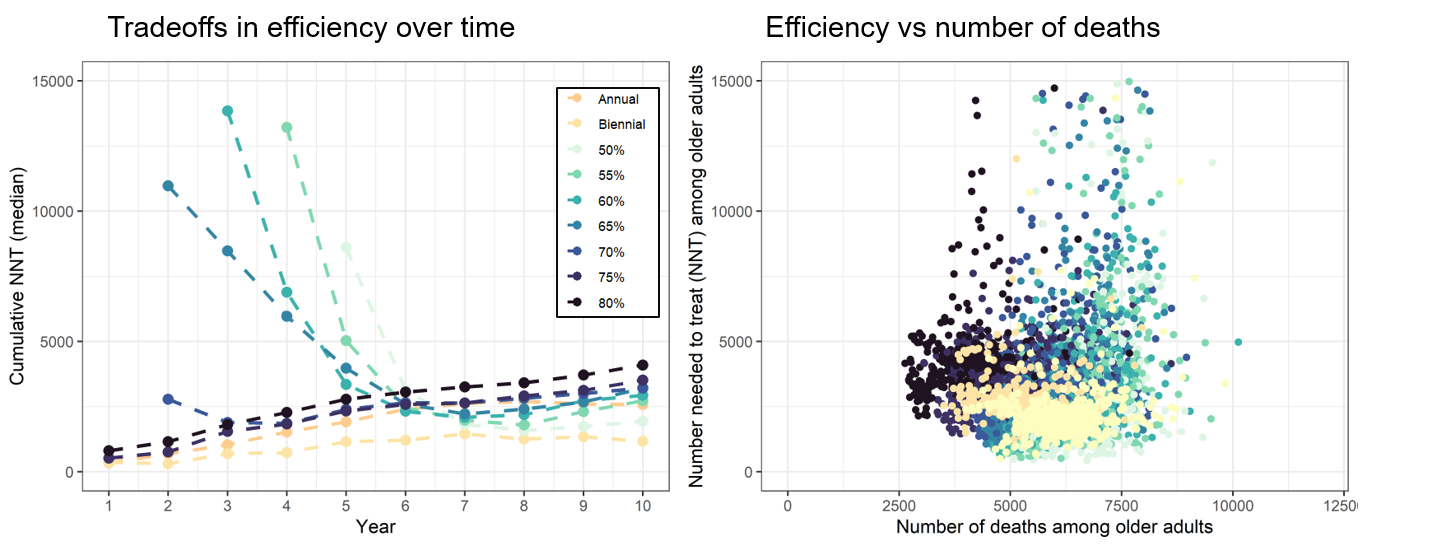 Tradeoffs in efficiency over time
Efficiency vs number of deaths
Cumulative NNT (median)
15000
10000
5000
0
Annual
Biennial
50%
55%
60%
65%
70%
75%
80%
1 2 3 4 5 6 7 8 9 10
Year
Number needed to treat (NNT) among older adults
15000
10000
5000
0
0 2500 5000 7500 10000 1250
Number of deaths among older adults